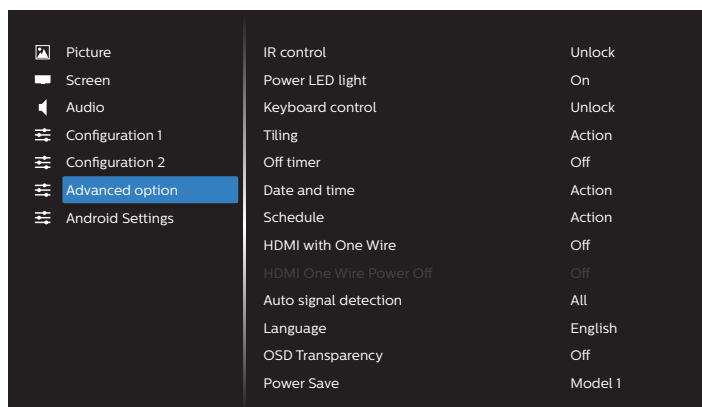 Picture
Screen
Audio
Configuration 1
Configuration 2
Advanced option
Android Settings
IR control Unlock
Power LED light On
Keyboard control Unlock
Tiling Action
Off timer Off
Date and time Action
Schedule Action
HDMI with One Wire Off
HDMI One Wire Power Off Off
Auto signal detection All
Language English
OSD Transparency Off
Power Save Model 1